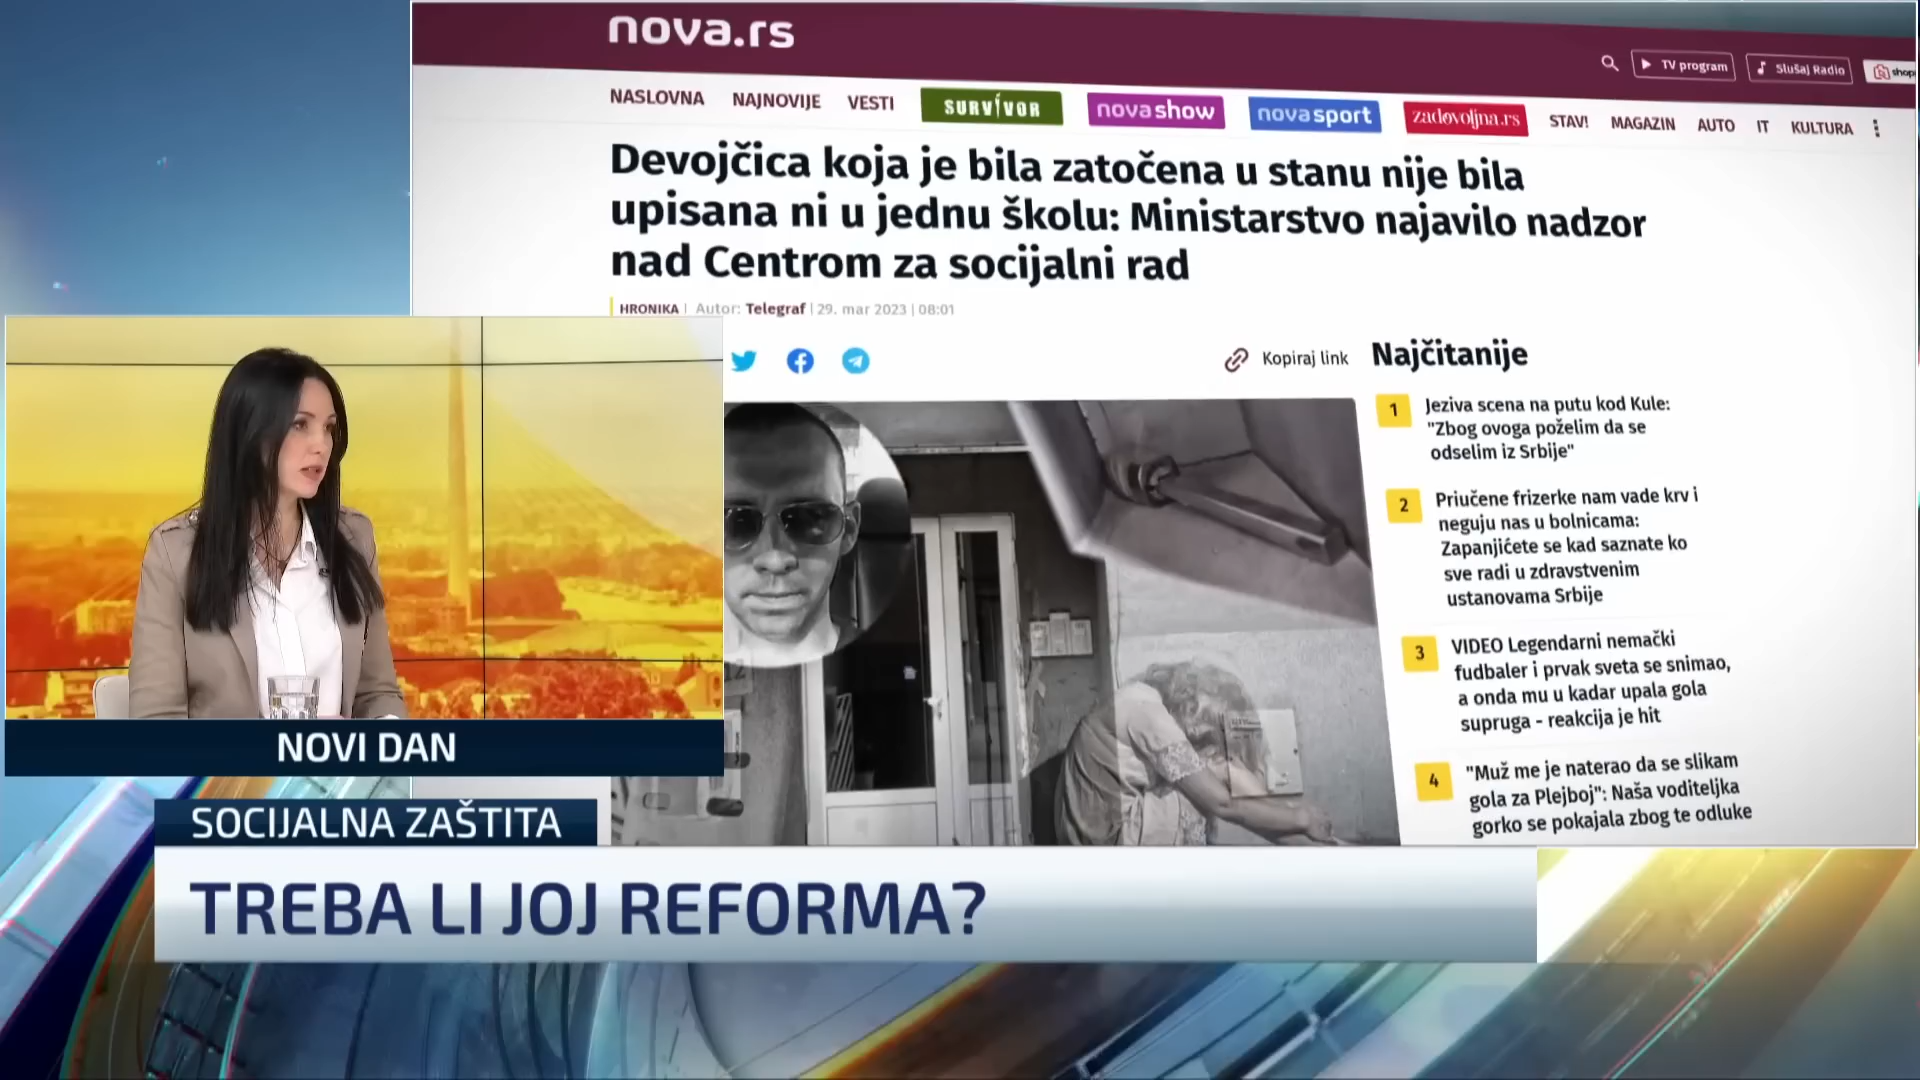 nova.rs
TV program
Slušaj Radio
shop
NASLOVNA NAJNOVIJE VESTI SURVIVOR nova show nova sport zadovoljna.rs STAV! MAGAZIN AUTO IT KULTURA
Devojčica koja je bila zatočena u stanu nije bila
upisana ni u jednu školu: Ministarstvo najavilo nadzor
nad Centrom za socijalni rad
HRONIKA | Autor: Telegraf | 29. mar 2023 | 08:01
Kopiraj link
Najčitanije
1
Jeziva scena na putu kod Kule:
"Zbog ovoga poželim da se
odselim iz Srbije"
2
Priučene frizerke nam vade krv i
neguju nas u bolnicama:
Zapanjićete se kad saznate ko
sve radi u zdravstvenim
ustanovama Srbije
3
VIDEO Legendarni nemački
fudbaler i prvak sveta se snimao,
a onda mu u kadar upala gola
supruga - reakcija je hit
4
"Muž me je naterao da se slikam
gola za Plejboj": Naša voditeljka
gorko se pokajala zbog te odluke
12
NOVI DAN
SOCIJALNA ZAŠTITA
TREBA LI JOJ REFORMA?